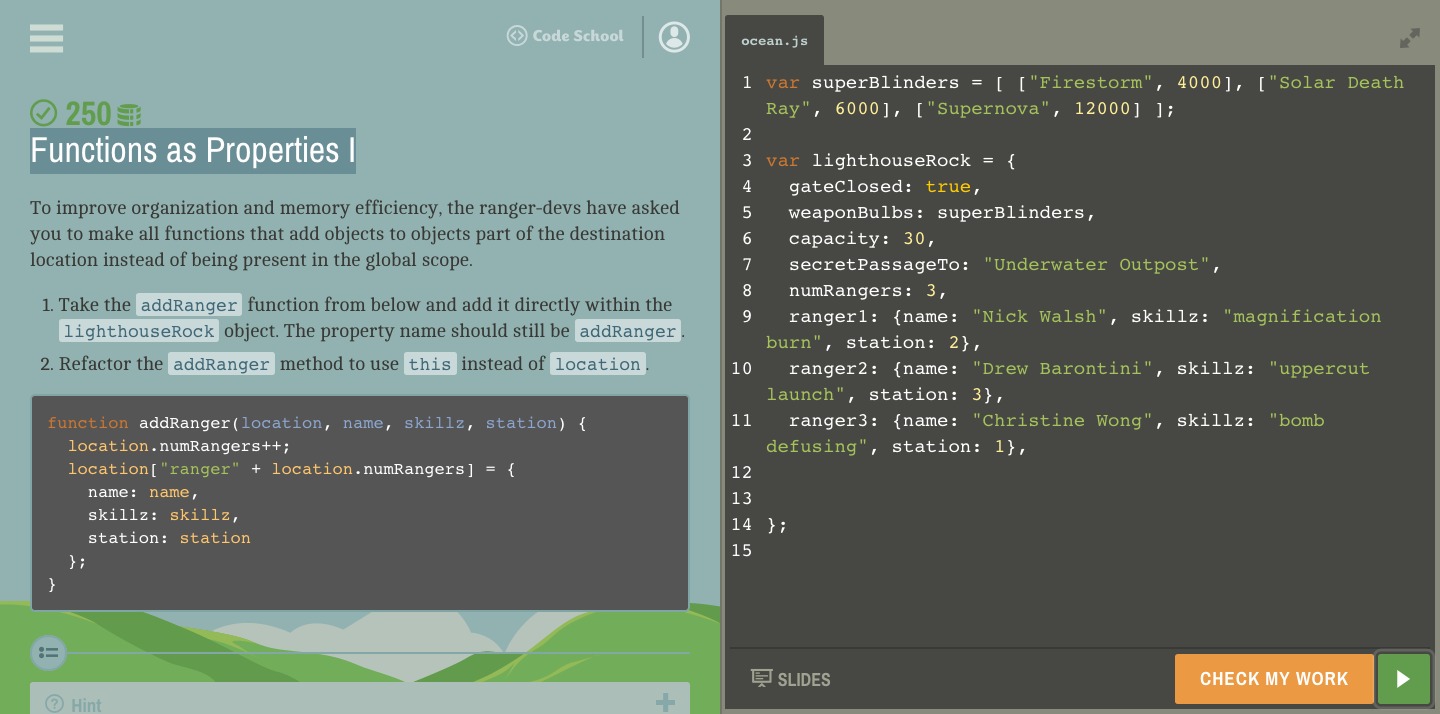 Code School
250
Functions as Properties I
To improve organization and memory efficiency, the ranger-devs have asked
you to make all functions that add objects to objects part of the destination
location instead of being present in the global scope.
1. Take the addRanger function from below and add it directly within the
lighthouseRock object. The property name should still be addRanger.
2. Refactor the addRanger method to use this instead of location.
function addRanger(location, name, skillz, station) {
  location.numRangers++;
  location["ranger" + location.numRangers] = {
    name: name,
    skillz: skillz,
    station: station
  };
}
Hint
ocean.js
1 var superBlinders = [ ["Firestorm", 4000], ["Solar Death
Ray", 6000], ["Supernova", 12000] ];
2
3 var lighthouseRock = {
4   gateClosed: true,
5   weaponBulbs: superBlinders,
6   capacity: 30,
7   secretPassageTo: "Underwater Outpost",
8   numRangers: 3,
9   ranger1: {name: "Nick Walsh", skillz: "magnification
burn", station: 2},
10   ranger2: {name: "Drew Barontini", skillz: "uppercut
launch", station: 3},
11   ranger3: {name: "Christine Wong", skillz: "bomb
defusing", station: 1},
12
13
14 };
15
SLIDES
CHECK MY WORK